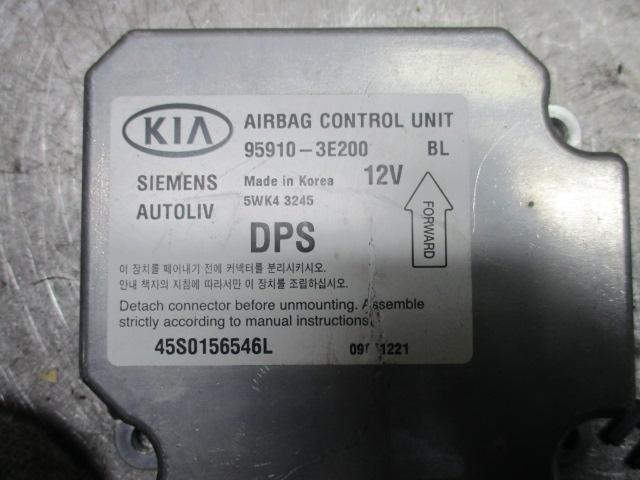 KIA AIRBAG CONTROL UNIT
95910-3E200 BL
SIEMENS Made in Korea 12V
AUTOLIV 5WK4 3245
DPS
FORWARD
이 장치를 떼어내기 전에 커넥터를 분리시키시오.
안내 책자의 지침에 따라서만 이 장치를 조립하십시오.
Detach connector before unmounting. Assemble
strictly according to manual instructions.
45S0156546L